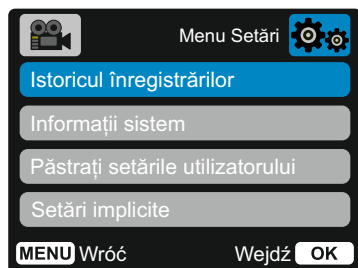 Menu Setări
Istoricul înregistrărilor
Informații sistem
Păstrați setările utilizatorului
Setări implicite
MENU Wróć Wejdź OK